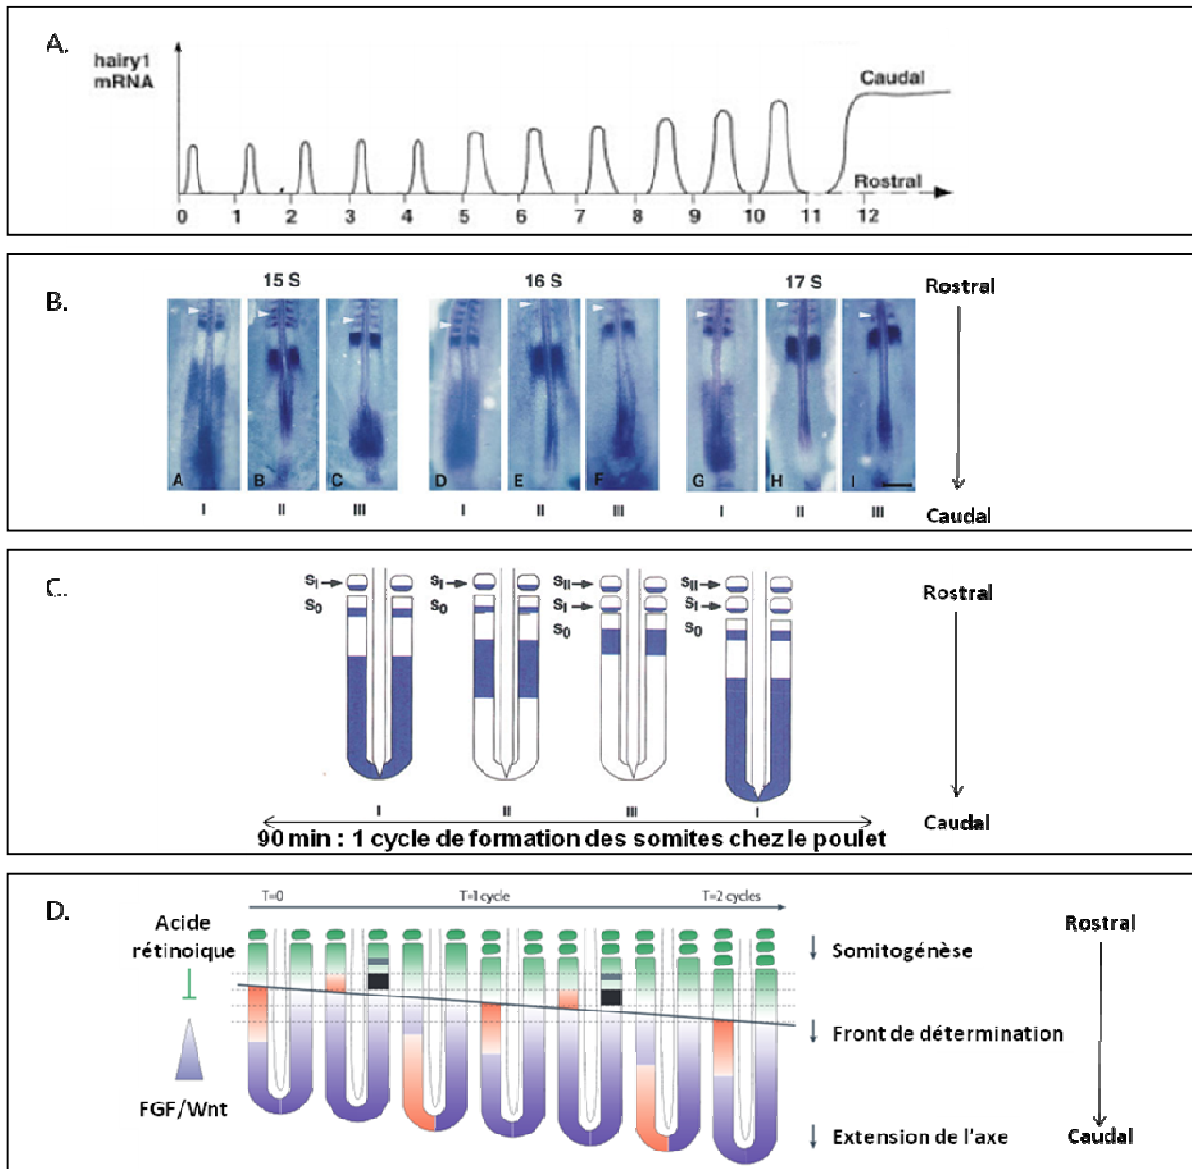 A.
hairy1
mRNA
Caudal
Rostral
0 1 2 3 4 5 6 7 8 9 10 11 12
B.
15 S 16 S 17 S
Rostral
A B C D E F G H I
I II III I II III I II III
Caudal
C.
SI SI SII SII
S0 S0 SI SI
S0 S0
Rostral
I II III I
Caudal
90 min : 1 cycle de formation des somites chez le poulet
D.
T=0 T=1 cycle T=2 cycles
Acide
rétinoique
FGF/Wnt
Somitogénèse
Front de détermination
Extension de l'axe
Rostral
Caudal